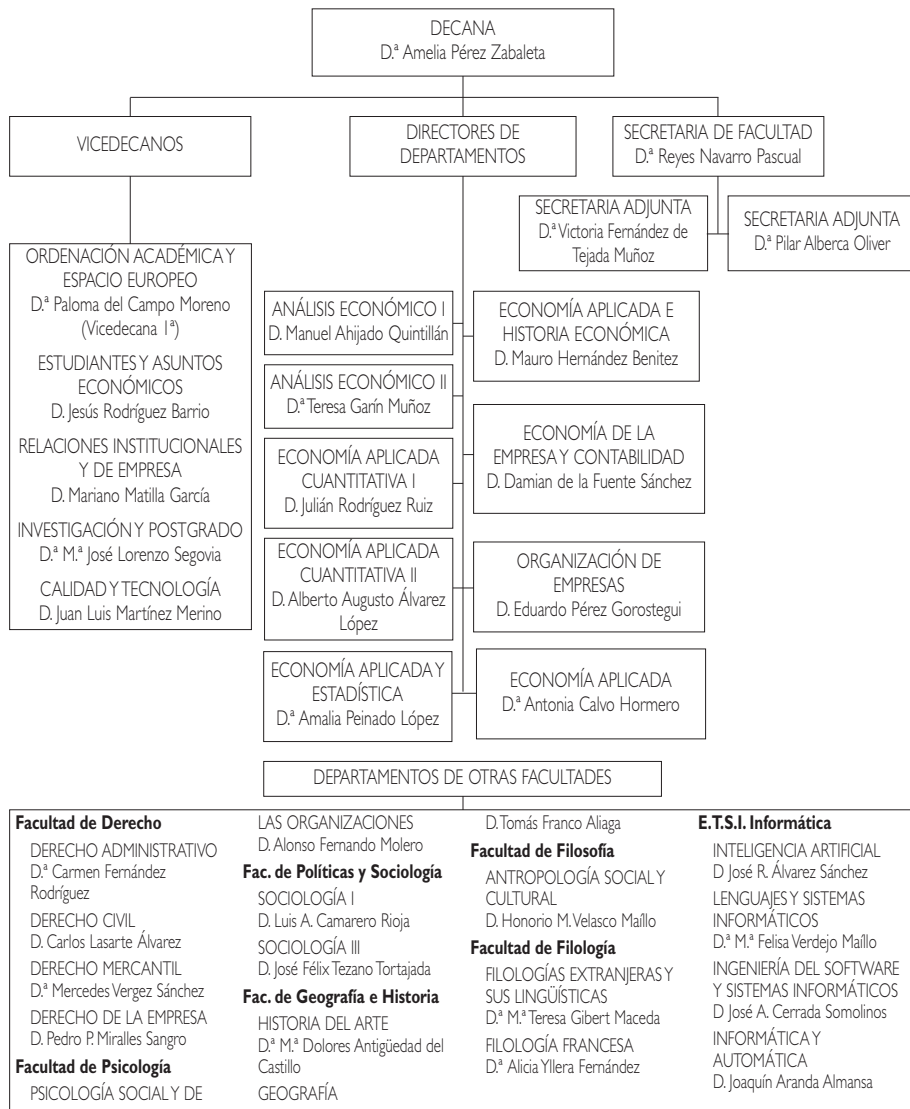 DECANA
D.ª Amelia Pérez Zabaleta
VICEDECANOS
DIRECTORES DE
DEPARTAMENTOS
SECRETARIA DE FACULTAD
D.ª Reyes Navarro Pascual
SECRETARIA ADJUNTA
D.ª Victoria Fernández de
Tejada Muñoz
SECRETARIA ADJUNTA
D.ª Pilar Alberca Oliver
ORDENACIÓN ACADÉMICA Y
ESPACIO EUROPEO
D.ª Paloma del Campo Moreno
(Vicedecana 1ª)
ESTUDIANTES Y ASUNTOS
ECONÓMICOS
D. Jesús Rodríguez Barrio
RELACIONES INSTITUCIONALES
Y DE EMPRESA
D. Mariano Matilla García
INVESTIGACIÓN Y POSTGRADO
D.ª M.ª José Lorenzo Segovia
CALIDAD Y TECNOLOGÍA
D. Juan Luis Martínez Merino
ANÁLISIS ECONÓMICO I
D. Manuel Ahijado Quintillán
ECONOMÍA APLICADA E
HISTORIA ECONÓMICA
D. Mauro Hernández Benitez
ANÁLISIS ECONÓMICO II
D.ª Teresa Garín Muñoz
ECONOMÍA DE LA
EMPRESA Y CONTABILIDAD
D. Damian de la Fuente Sánchez
ECONOMÍA APLICADA
CUANTITATIVA I
D. Julián Rodríguez Ruiz
ECONOMÍA APLICADA
CUANTITATIVA II
D. Alberto Augusto Álvarez
López
ORGANIZACIÓN DE
EMPRESAS
D. Eduardo Pérez Gorostegui
ECONOMÍA APLICADA Y
ESTADÍSTICA
D.ª Amalia Peinado López
ECONOMÍA APLICADA
D.ª Antonia Calvo Hormero
DEPARTAMENTOS DE OTRAS FACULTADES
Facultad de Derecho
DERECHO ADMINISTRATIVO
D.ª Carmen Fernández
Rodríguez
DERECHO CIVIL
D. Carlos Lasarte Álvarez
DERECHO MERCANTIL
D.ª Mercedes Vergez Sánchez
DERECHO DE LA EMPRESA
D. Pedro P. Miralles Sangro
Facultad de Psicología
PSICOLOGÍA SOCIAL Y DE
LAS ORGANIZACIONES
D. Alonso Fernando Molero
Fac. de Políticas y Sociología
SOCIOLOGÍA I
D. Luis A. Camarero Rioja
SOCIOLOGÍA III
D. José Félix Tezano Tortajada
Fac. de Geografía e Historia
HISTORIA DEL ARTE
D.ª M.ª Dolores Antigüedad del
Castillo
GEOGRAFÍA
D. Tomás Franco Aliaga
Facultad de Filosofía
ANTROPOLOGÍA SOCIAL Y
CULTURAL
D. Honorio M. Velasco Maíllo
Facultad de Filología
FILOLOGÍAS EXTRANJERAS Y
SUS LINGÜÍSTICAS
D.ª M.ª Teresa Gibert Maceda
FILOLOGÍA FRANCESA
D.ª Alicia Yllera Fernández
E.T.S.I. Informática
INTELIGENCIA ARTIFICIAL
D José R. Álvarez Sánchez
LENGUAJES Y SISTEMAS
INFORMÁTICOS
D.ª M.ª Felisa Verdejo Maíllo
INGENIERÍA DEL SOFTWARE
Y SISTEMAS INFORMÁTICOS
D José A. Cerrada Somolinos
INFORMÁTICA Y
AUTOMÁTICA
D. Joaquín Aranda Almansa